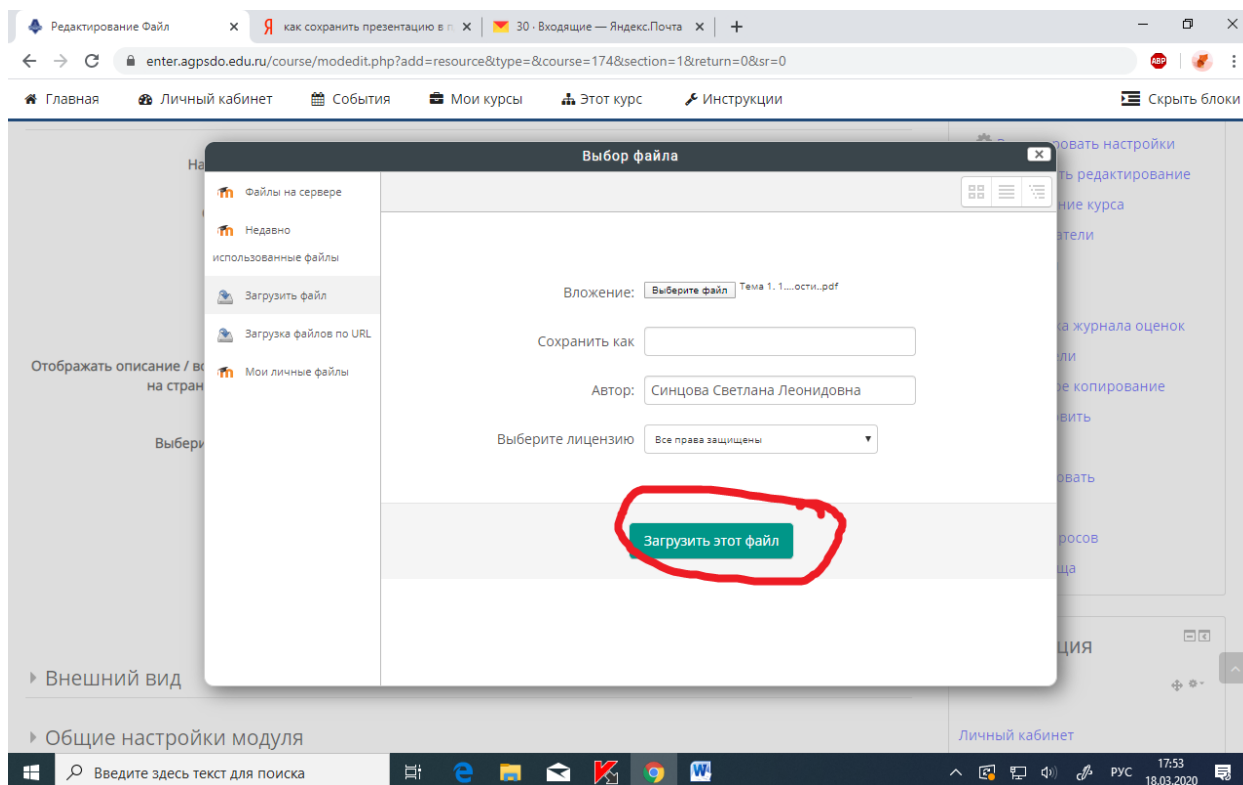 Редактирование Файл
как сохранить презентацию в п
30 · Входящие — Яндекс.Почта
enter.agpsdo.edu.ru/course/modedit.php?add=resource&type=&course=174&section=1&return=0&sr=0
ABP
Главная Личный кабинет События Мои курсы Этот курс Инструкции Скрыть блоки
Выбор файла
На
Файлы на сервере
Недавно
использованные файлы
Загрузить файл
Загрузка файлов по URL
Мои личные файлы
Вложение: Выберите файл Тема 1. 1....ости..pdf
Сохранить как
Автор: Синцова Светлана Леонидовна
Выберите лицензию Все права защищены
Загрузить этот файл
Отображать описание / вс
на стран
Выбери
овать настройки
ть редактирование
ние курса
атели
ка журнала оценок
ели
ое копирование
вить
овать
росов
ща
ция
Личный кабинет
Внешний вид
Общие настройки модуля
Введите здесь текст для поиска
РУС
17:53
18.03.2020